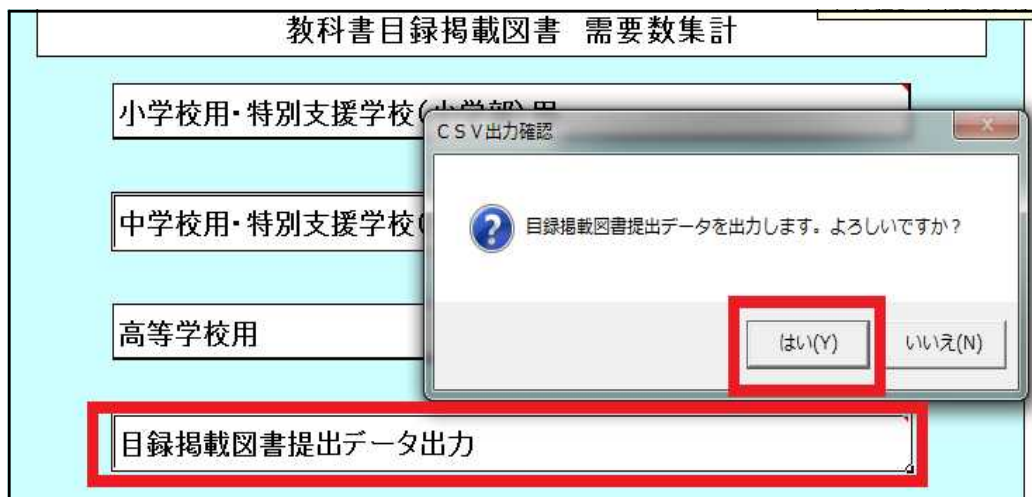 教科書目録掲載図書 需要数集計
小学校用・特別支援学校(小学部)用
CSV出力確認
目録掲載図書提出データを出力します。よろしいですか?
はい(Y)
いいえ(N)
中学校用・特別支援学校(
高等学校用
目録掲載図書提出データ出力